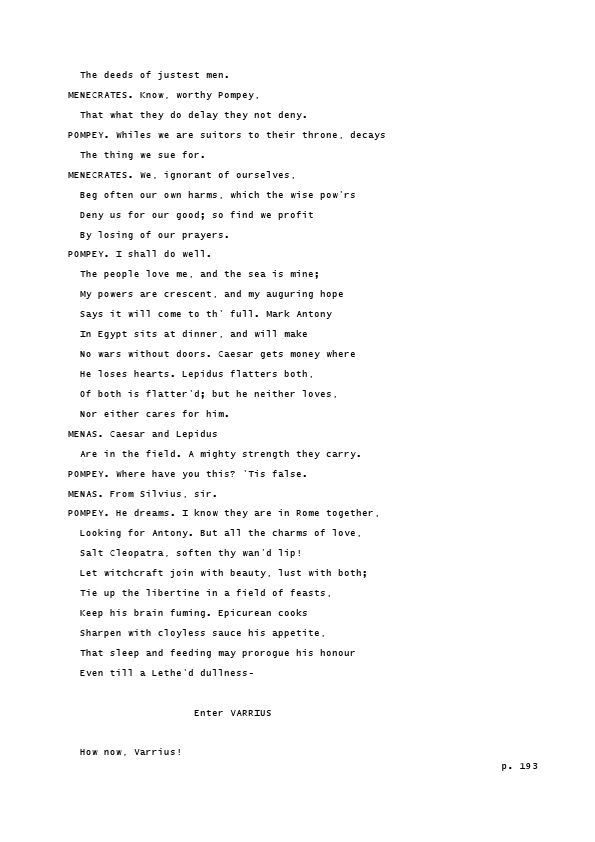 The deeds of justest men.
MENECRATES. Know, worthy Pompey,
That what they do delay they not deny.
POMPEY. Whiles we are suitors to their throne, decays
The thing we sue for.
MENECRATES. We, ignorant of ourselves,
Beg often our own harms, which the wise pow'rs
Deny us for our good; so find we profit
By losing of our prayers.
POMPEY. I shall do well.
The people love me, and the sea is mine;
My powers are crescent, and my auguring hope
Says it will come to th' full. Mark Antony
In Egypt sits at dinner, and will make
No wars without doors. Caesar gets money where
He loses hearts. Lepidus flatters both,
Of both is flatter'd; but he neither loves,
Nor either cares for him.
MENAS. Caesar and Lepidus
Are in the field. A mighty strength they carry.
POMPEY. Where have you this? 'Tis false.
MENAS. From Silvius, sir.
POMPEY. He dreams. I know they are in Rome together,
Looking for Antony. But all the charms of love,
Salt Cleopatra, soften thy wan'd lip!
Let witchcraft join with beauty, lust with both;
Tie up the libertine in a field of feasts,
Keep his brain fuming. Epicurean cooks
Sharpen with cloyless sauce his appetite,
That sleep and feeding may prorogue his honour
Even till a Lethe'd dullness-
Enter VARRIUS
How now, Varrius!
p. 193